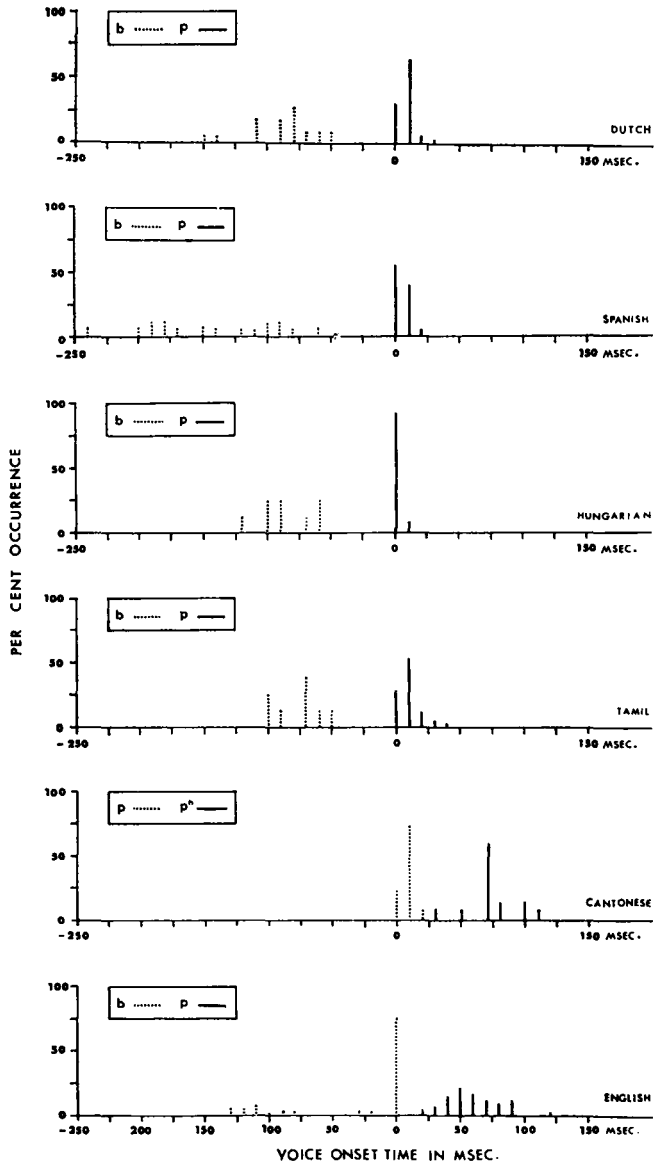 PER CENT OCCURRENCE
100
b p
50
0
DUTCH
-250 0 150 MSEC.
100
b p
50
0
SPANISH
-250 0 150 MSEC.
100
b p
50
0
HUNGARIAN
-250 0 150 MSEC.
100
b p
50
0
TAMIL
-250 0 150 MSEC.
100
p pʰ
50
0
CANTONESE
-250 0 150 MSEC.
100
b p
50
0
ENGLISH
-250 200 150 100 50 0 50 100 150 MSEC.
VOICE ONSET TIME IN MSEC.